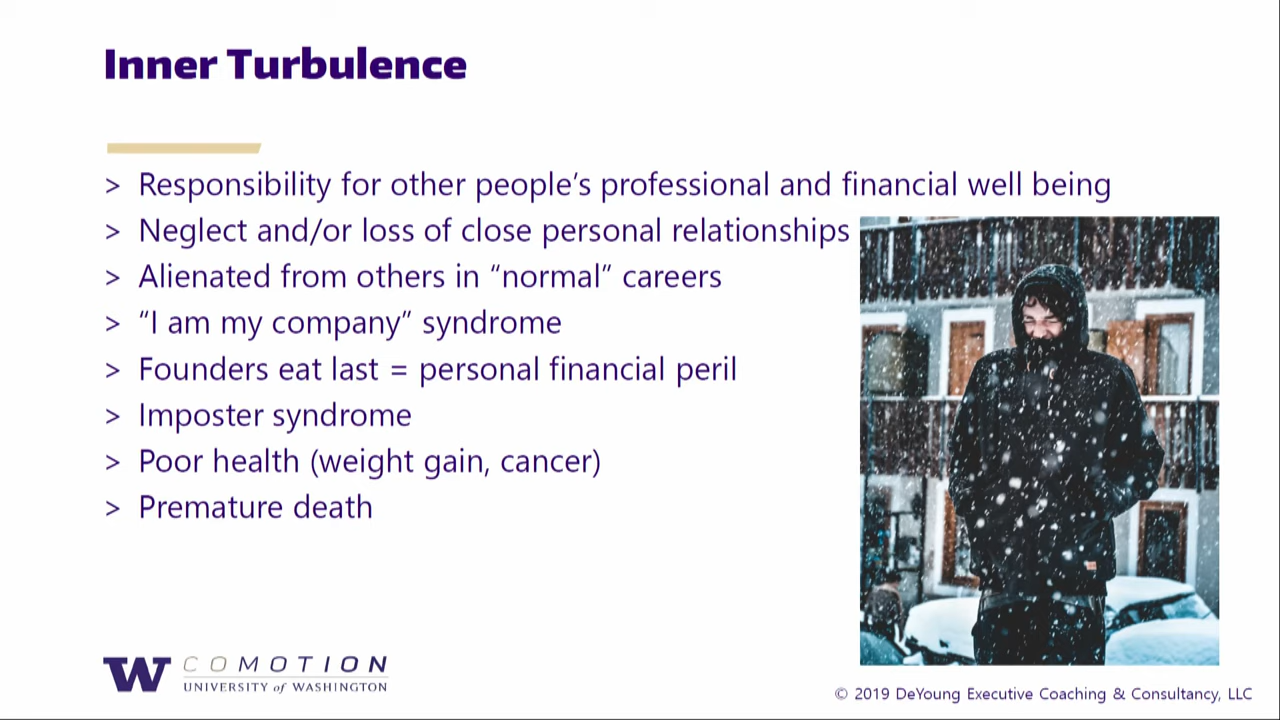 Inner Turbulence
> Responsibility for other people’s professional and financial well being
> Neglect and/or loss of close personal relationships
> Alienated from others in “normal” careers
> “I am my company” syndrome
> Founders eat last = personal financial peril
> Imposter syndrome
> Poor health (weight gain, cancer)
> Premature death
W COMOTION
UNIVERSITY of WASHINGTON
© 2019 DeYoung Executive Coaching & Consultancy, LLC